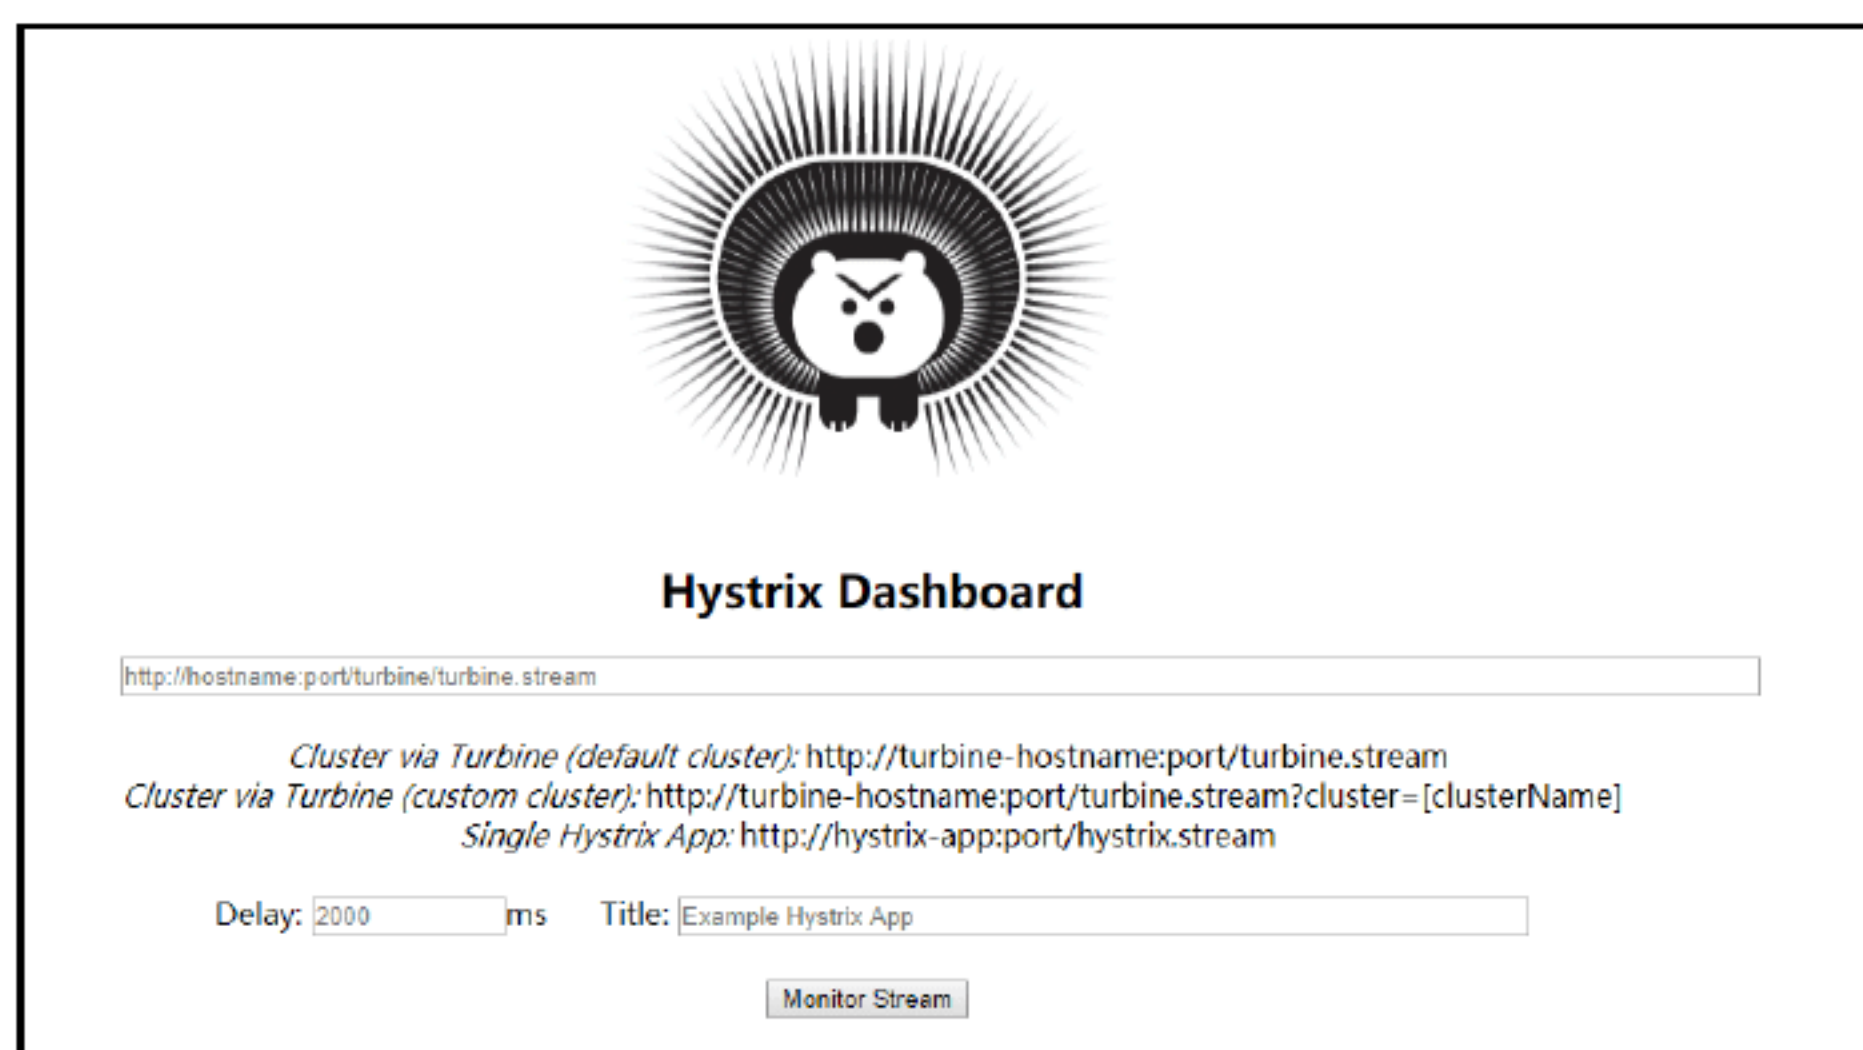 Hystrix Dashboard
http://hostname:port/turbine/turbine.stream
Cluster via Turbine (default cluster): http://turbine-hostname:port/turbine.stream
Cluster via Turbine (custom cluster): http://turbine-hostname:port/turbine.stream?cluster=[clusterName]
Single Hystrix App: http://hystrix-app:port/hystrix.stream
Delay: 2000 ms Title: Example Hystrix App
Monitor Stream